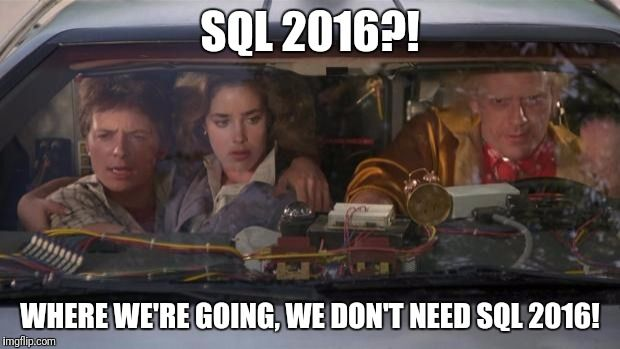 SQL 2016?!
WHERE WE'RE GOING, WE DON'T NEED SQL 2016!
imgflip.com